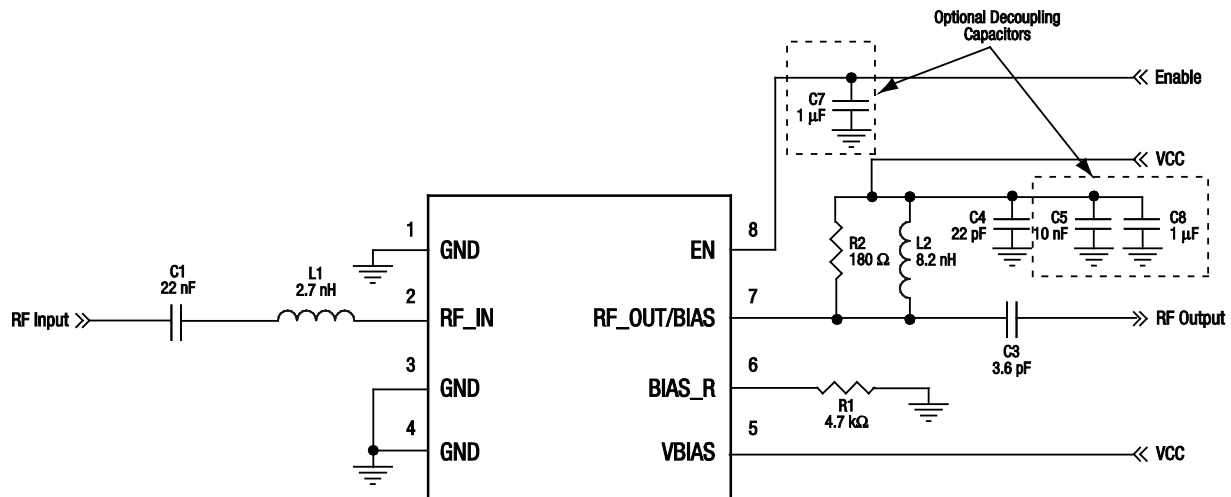 Optional Decoupling
Capacitors
Enable
C7
1 µF
VCC
C4
22 pF
C5
10 nF
C8
1 µF
R2
180 Ω
L2
8.2 nH
1
GND
8
EN
C1
22 nF
L1
2.7 nH
RF Input
2
RF_IN
7
RF_OUT/BIAS
RF Output
C3
3.6 pF
3
GND
6
BIAS_R
R1
4.7 kΩ
4
GND
5
VBIAS
VCC